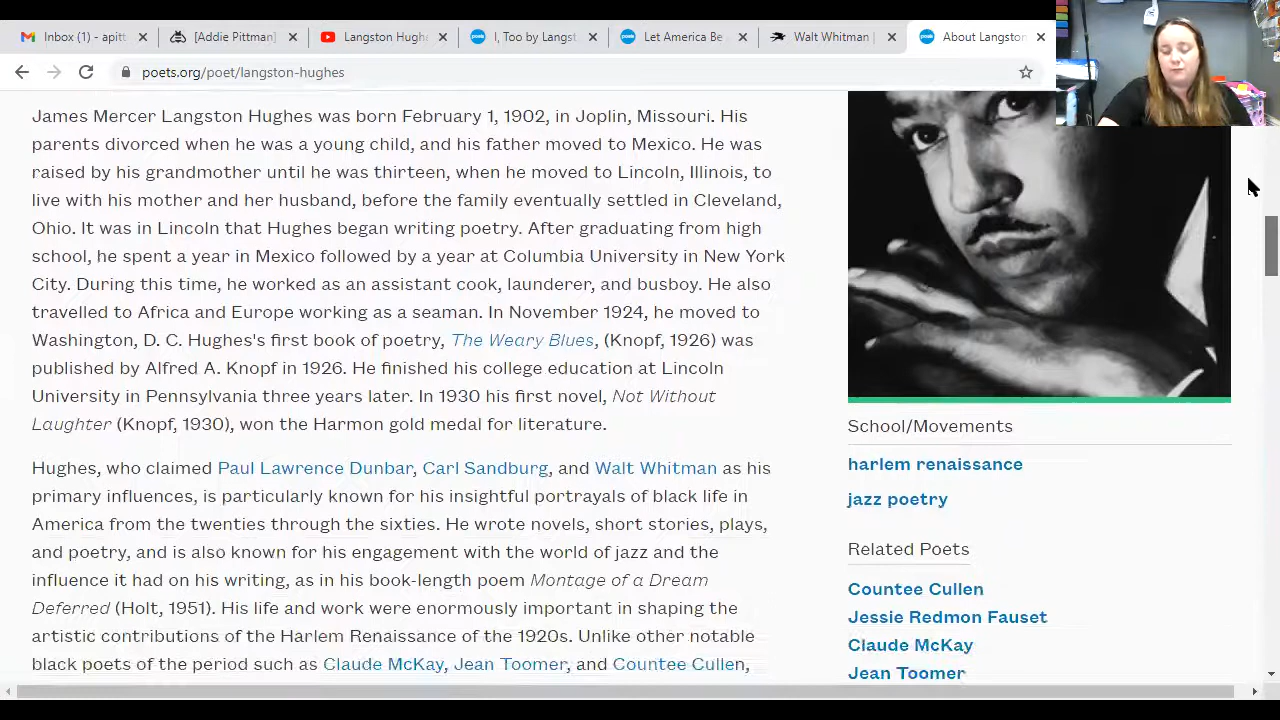 Inbox (1) - apitt
[Addie Pittman]
Langston Hugh
I, Too by Langst
Let America Be
Walt Whitman |
About Langston
poets.org/poet/langston-hughes
James Mercer Langston Hughes was born February 1, 1902, in Joplin, Missouri. His
parents divorced when he was a young child, and his father moved to Mexico. He was
raised by his grandmother until he was thirteen, when he moved to Lincoln, Illinois, to
live with his mother and her husband, before the family eventually settled in Cleveland,
Ohio. It was in Lincoln that Hughes began writing poetry. After graduating from high
school, he spent a year in Mexico followed by a year at Columbia University in New York
City. During this time, he worked as an assistant cook, launderer, and busboy. He also
travelled to Africa and Europe working as a seaman. In November 1924, he moved to
Washington, D. C. Hughes's first book of poetry, The Weary Blues, (Knopf, 1926) was
published by Alfred A. Knopf in 1926. He finished his college education at Lincoln
University in Pennsylvania three years later. In 1930 his first novel, Not Without
Laughter (Knopf, 1930), won the Harmon gold medal for literature.
Hughes, who claimed Paul Lawrence Dunbar, Carl Sandburg, and Walt Whitman as his
primary influences, is particularly known for his insightful portrayals of black life in
America from the twenties through the sixties. He wrote novels, short stories, plays,
and poetry, and is also known for his engagement with the world of jazz and the
influence it had on his writing, as in his book-length poem Montage of a Dream
Deferred (Holt, 1951). His life and work were enormously important in shaping the
artistic contributions of the Harlem Renaissance of the 1920s. Unlike other notable
black poets of the period such as Claude McKay, Jean Toomer, and Countee Cullen,
School/Movements
harlem renaissance
jazz poetry
Related Poets
Countee Cullen
Jessie Redmon Fauset
Claude McKay
Jean Toomer